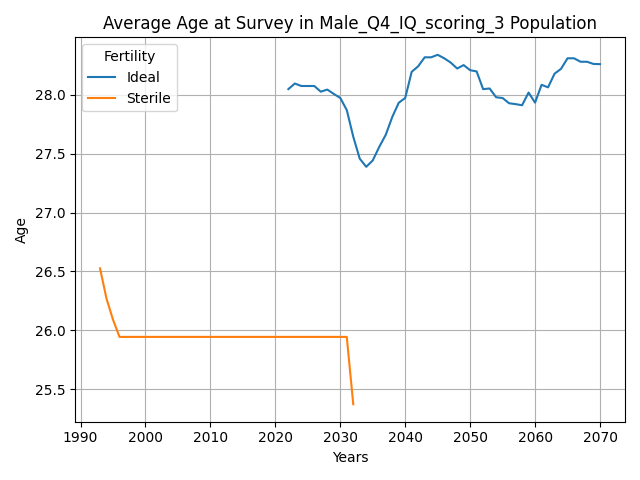 Average Age at Survey in Male_Q4_IQ_scoring_3 Population
Fertility
Ideal
Sterile
28.0
27.5
27.0
26.5
26.0
25.5
Age
1990 2000 2010 2020 2030 2040 2050 2060 2070
Years